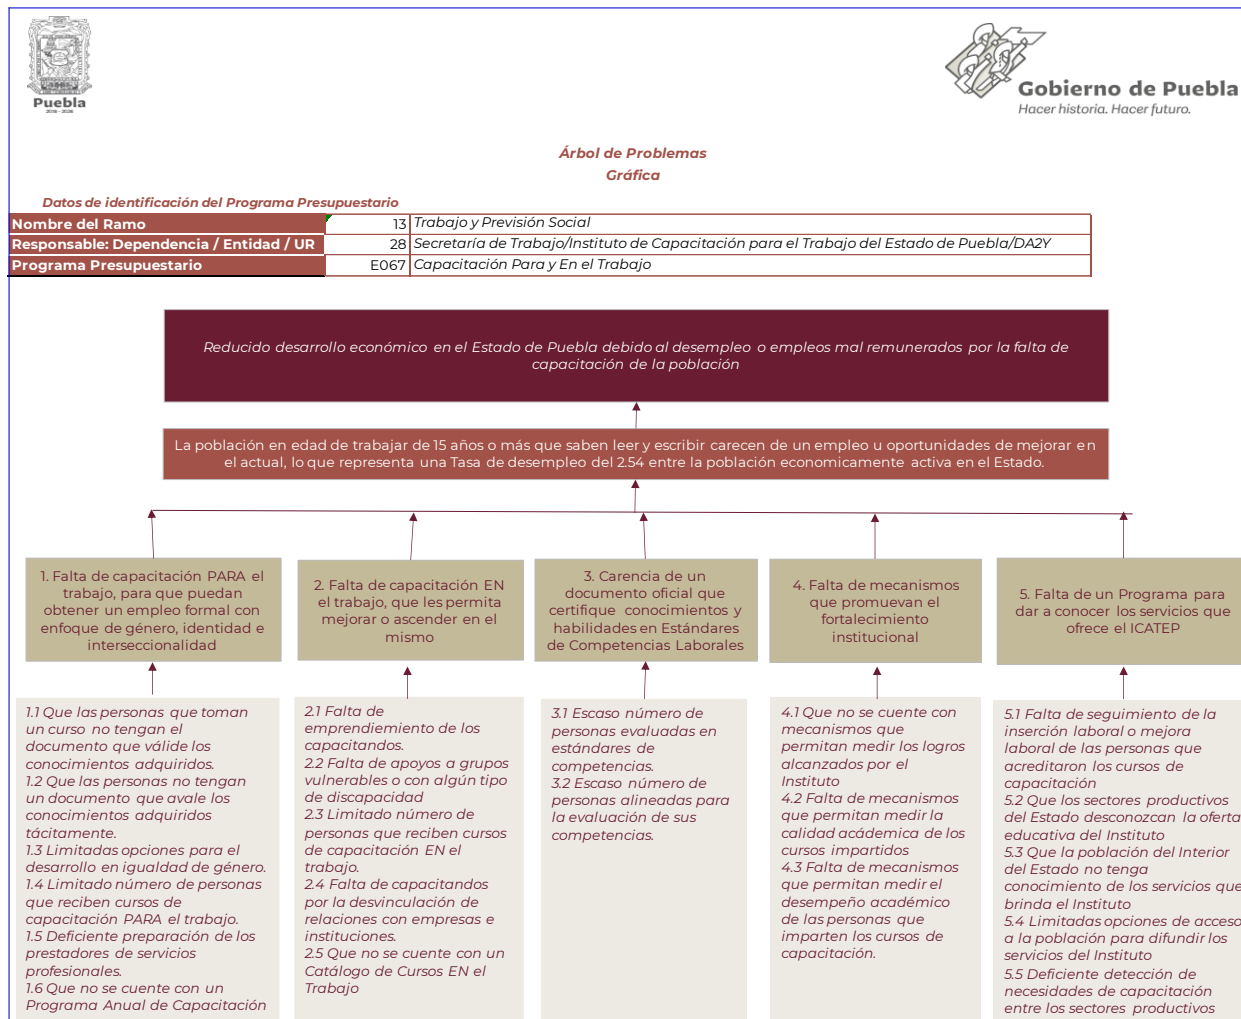 Puebla
Gobierno de Puebla
Hacer historia. Hacer futuro.
Árbol de Problemas
Gráfica
Datos de identificación del Programa Presupuestario
Nombre del Ramo 13 Trabajo y Previsión Social
Responsable: Dependencia / Entidad / UR 28 Secretaría de Trabajo/Instituto de Capacitación para el Trabajo del Estado de Puebla/DA2Y
Programa Presupuestario E067 Capacitación Para y En el Trabajo
Reducido desarrollo económico en el Estado de Puebla debido al desempleo o empleos mal remunerados por la falta de
capacitación de la población
La población en edad de trabajar de 15 años o más que saben leer y escribir carecen de un empleo u oportunidades de mejorar en
el actual, lo que representa una Tasa de desempleo del 2.54 entre la población economicamente activa en el Estado.
1. Falta de capacitación PARA el
trabajo, para que puedan
obtener un empleo formal con
enfoque de género, identidad e
interseccionalidad
2. Falta de capacitación EN
el trabajo, que les permita
mejorar o ascender en el
mismo
3. Carencia de un
documento oficial que
certifique conocimientos y
habilidades en Estándares
de Competencias Laborales
4. Falta de mecanismos
que promuevan el
fortalecimiento
institucional
5. Falta de un Programa para
dar a conocer los servicios que
ofrece el ICATEP
1.1 Que las personas que toman
un curso no tengan el
documento que válide los
conocimientos adquiridos.
1.2 Que las personas no tengan
un documento que avale los
conocimientos adquiridos
tácitamente.
1.3 Limitadas opciones para el
desarrollo en igualdad de género.
1.4 Limitado número de personas
que reciben cursos de
capacitación PARA el trabajo.
1.5 Deficiente preparación de los
prestadores de servicios
profesionales.
1.6 Que no se cuente con un
Programa Anual de Capacitación
2.1 Falta de
emprendiemiento de los
capacitandos.
2.2 Falta de apoyos a grupos
vulnerables o con algún tipo
de discapacidad
2.3 Limitado número de
personas que reciben cursos
de capacitación EN el
trabajo.
2.4 Falta de capacitandos
por la desvinculación de
relaciones con empresas e
instituciones.
2.5 Que no se cuente con un
Catálogo de Cursos EN el
Trabajo
3.1 Escaso número de
personas evaluadas en
estándares de
competencias.
3.2 Escaso número de
personas alineadas para
la evaluación de sus
competencias.
4.1 Que no se cuente con
mecanismos que
permitan medir los logros
alcanzados por el
Instituto
4.2 Falta de mecanismos
que permitan medir la
calidad acádemica de los
cursos impartidos
4.3 Falta de mecanismos
que permitan medir el
desempeño académico
de las personas que
imparten los cursos de
capacitación.
5.1 Falta de seguimiento de la
inserción laboral o mejora
laboral de las personas que
acreditaron los cursos de
capacitación
5.2 Que los sectores productivos
del Estado desconozcan la oferta
educativa del Instituto
5.3 Que la población del Interior
del Estado no tenga
conocimiento de los servicios que
brinda el Instituto
5.4 Limitadas opciones de acceso
a la población para difundir los
servicios del Instituto
5.5 Deficiente detección de
necesidades de capacitación
entre los sectores productivos